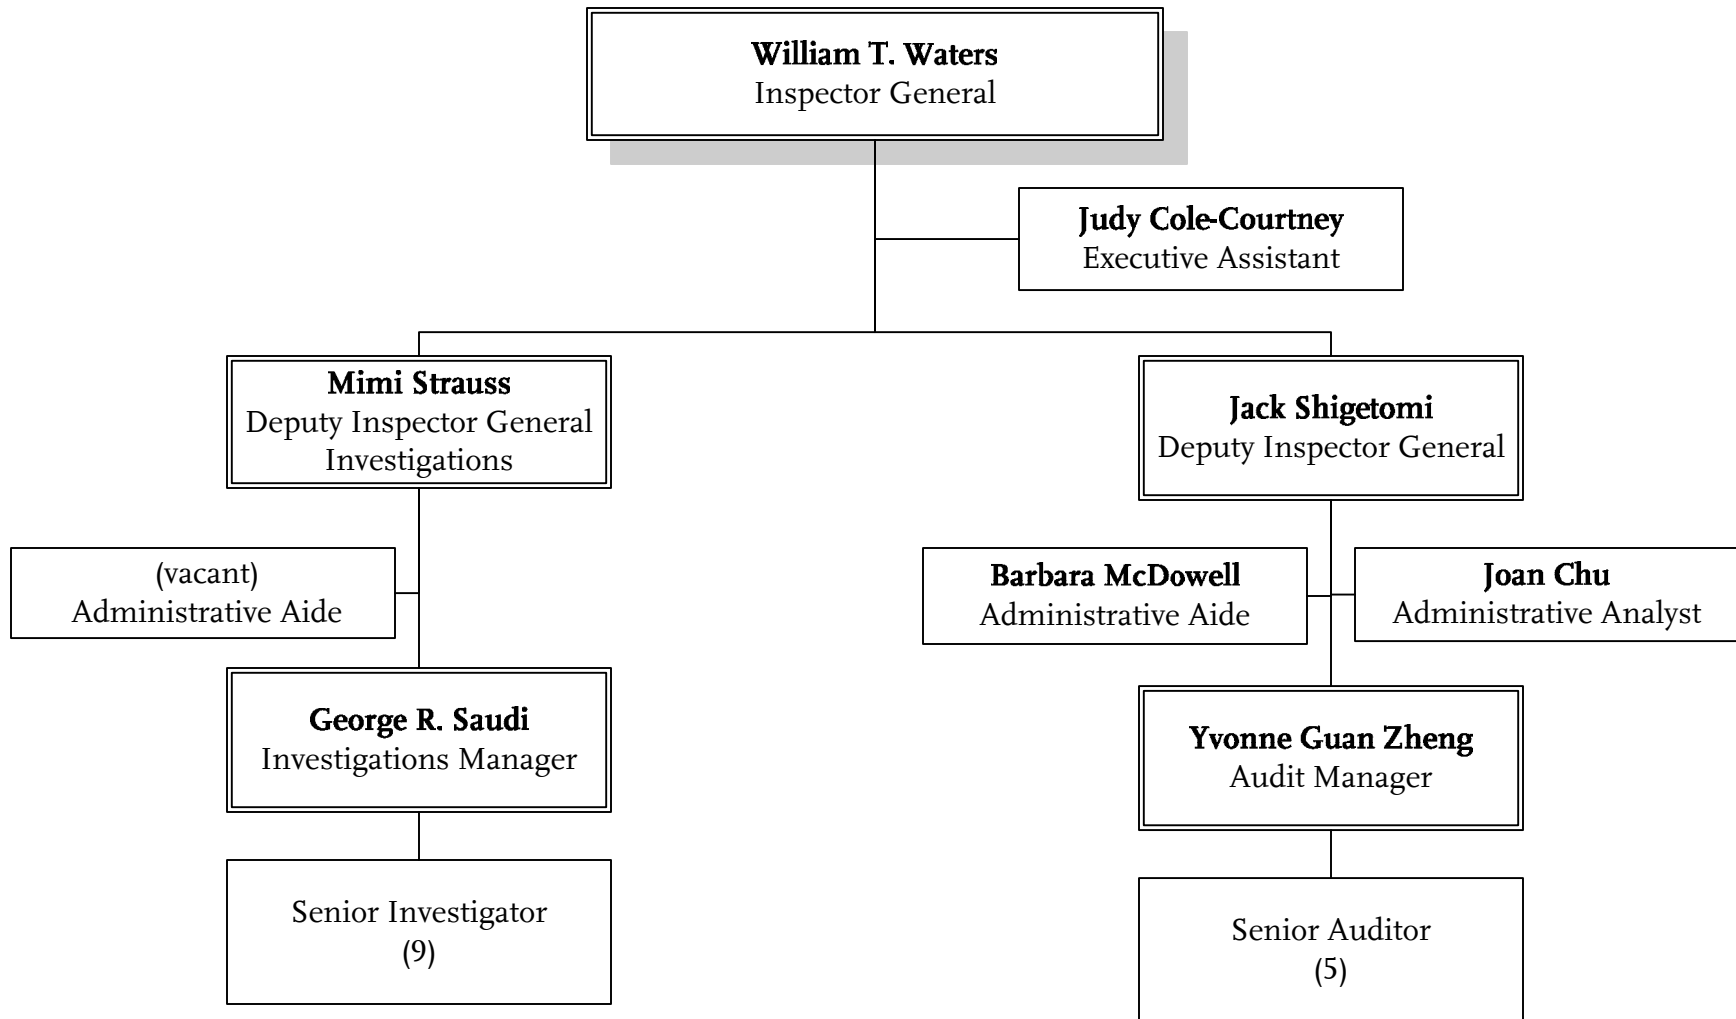 William T. Waters
Inspector General
Judy Cole-Courtney
Executive Assistant
Mimi Strauss
Deputy Inspector General
Investigations
Jack Shigetomi
Deputy Inspector General
(vacant)
Administrative Aide
Barbara McDowell
Administrative Aide
Joan Chu
Administrative Analyst
George R. Saudi
Investigations Manager
Yvonne Guan Zheng
Audit Manager
Senior Investigator
(9)
Senior Auditor
(5)